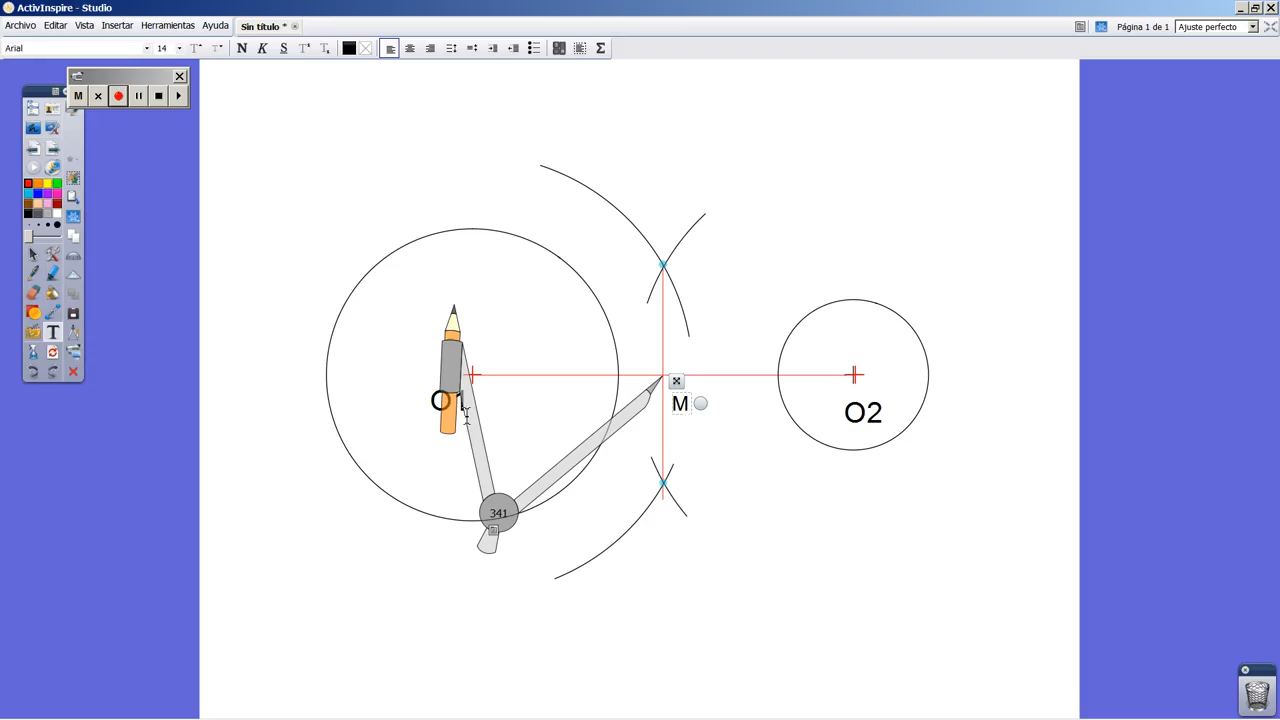 ActivInspire - Studio
Archivo Editar Vista Insertar Herramientas Ayuda Sin título * Página 1 de 1 Ajuste perfecto
Arial 14 N K S T T Σ
M
T
O1
M
O2
341